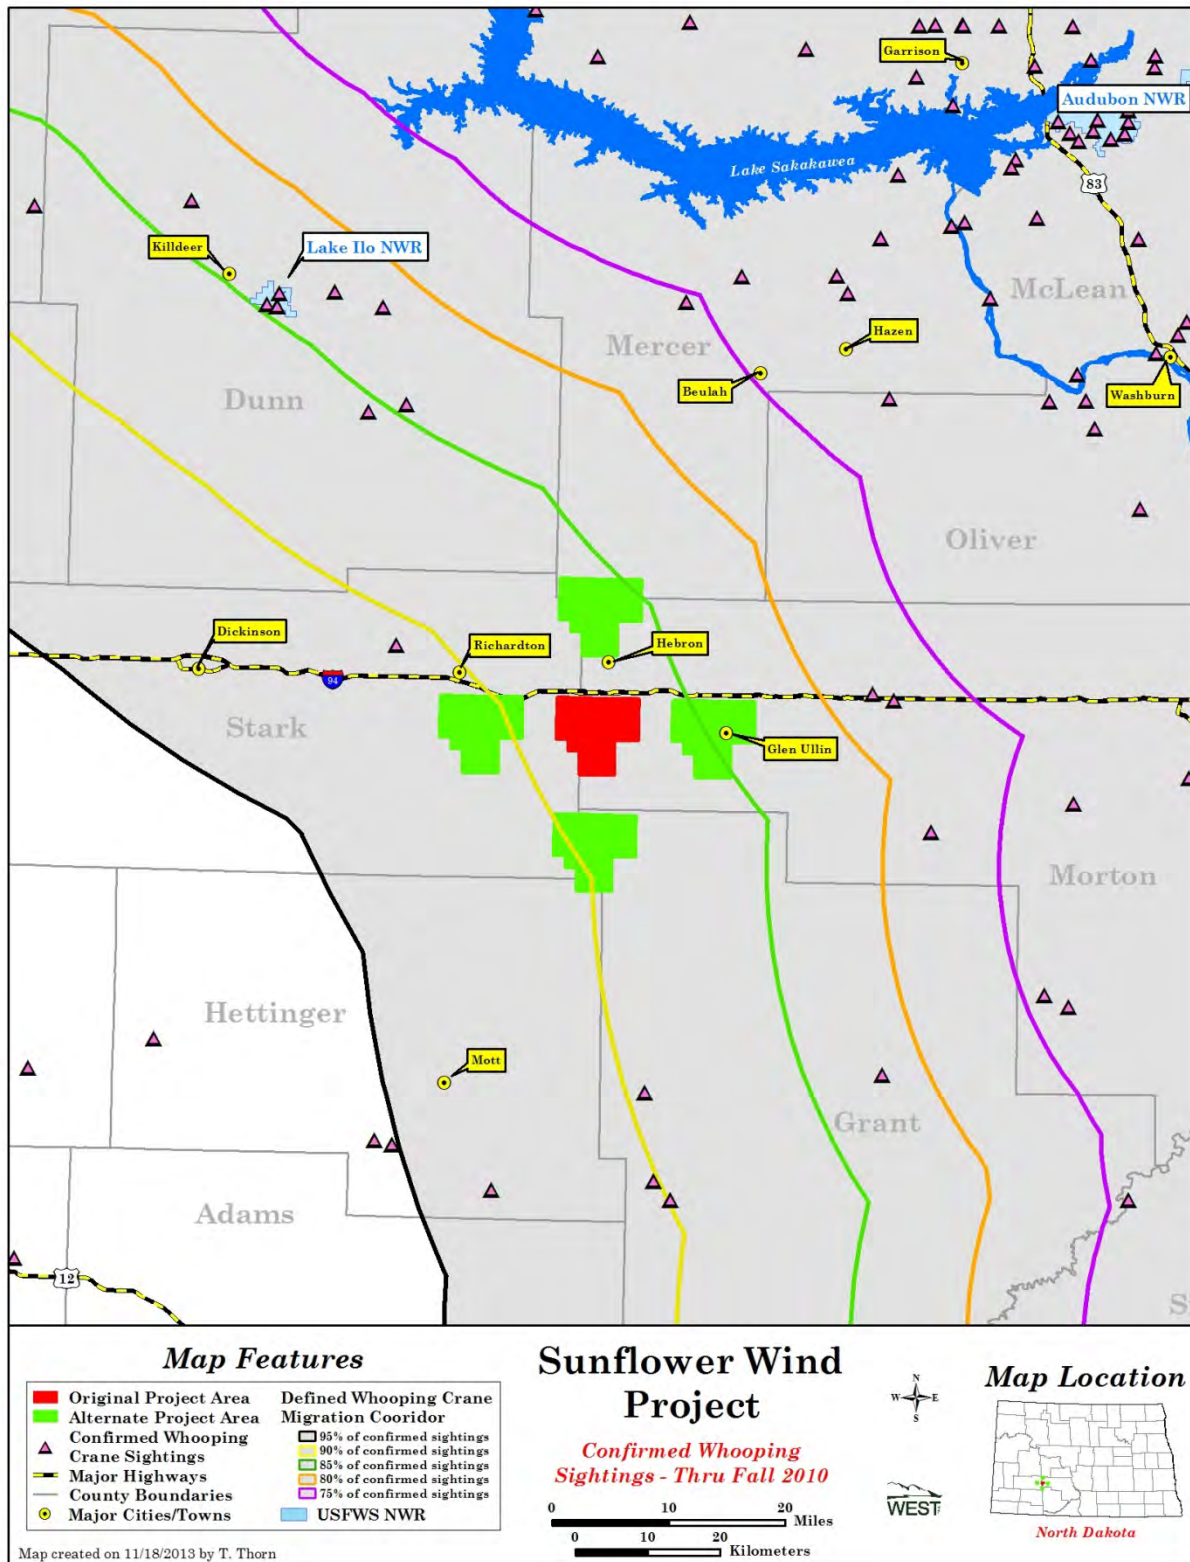 Garrison
Audubon NWR
Lake Sakakawea
83
Killdeer
Lake Ilo NWR
McLean
Mercer
Hazen
Beulah
Washburn
Dunn
Oliver
Dickinson
Richardton
Hebron
94
Stark
Glen Ullin
Morton
Hettinger
Mott
Grant
Adams
12
S
Map Features
Original Project Area
Alternate Project Area
Confirmed Whooping
Crane Sightings
Major Highways
County Boundaries
Major Cities/Towns
Defined Whooping Crane
Migration Cooridor
95% of confirmed sightings
90% of confirmed sightings
85% of confirmed sightings
80% of confirmed sightings
75% of confirmed sightings
USFWS NWR
Map created on 11/18/2013 by T. Thorn
Sunflower Wind
Project
Confirmed Whooping
Sightings - Thru Fall 2010
0 10 20
Miles
0 10 20
Kilometers
N
W E
S
WEST
Map Location
North Dakota